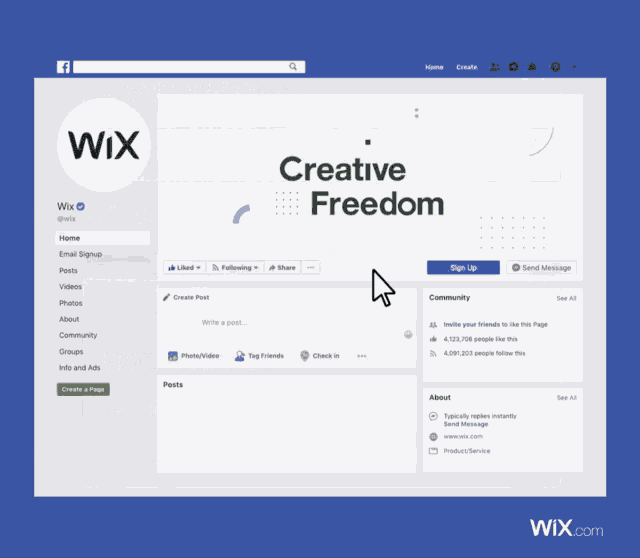 f
Home Create
WiX
Creative
Freedom
Wix
@wix
Home
Email Signup
Posts
Videos
Photos
About
Community
Groups
Info and Ads
Create a Page
Liked Following Share ...
Sign Up Send Message
Create Post
Write a post...
Photo/Video Tag Friends Check in ...
Posts
Community See All
Invite your friends to like this Page
4,123,708 people like this
4,091,203 people follow this
About See All
Typically replies instantly
Send Message
www.wix.com
Product/Service
WiX.com